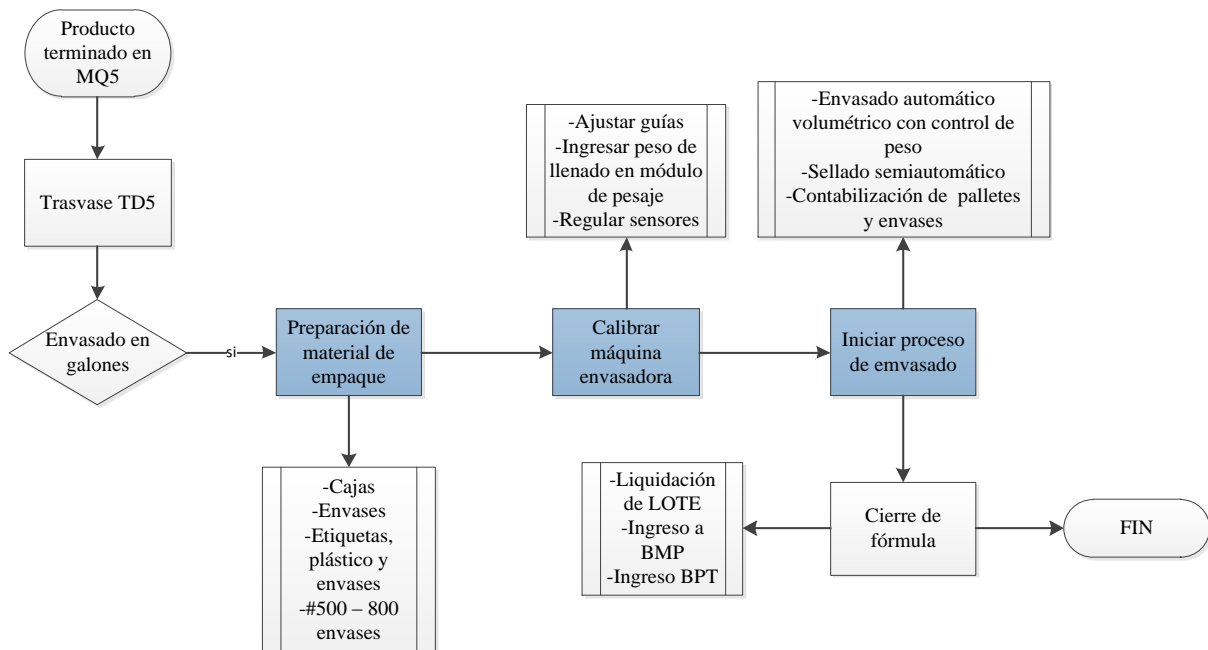 Producto
terminado en
MQ5
Trasvase TD5
Envasado en
galones
si
Preparación de
material de
empaque
-Cajas
-Envases
-Etiquetas,
plástico y
envases
-#500 – 800
envases
-Ajustar guías
-Ingresar peso de
llenado en módulo
de pesaje
-Regular sensores
Calibrar
máquina
envasadora
-Envasado automático
volumétrico con control de
peso
-Sellado semiautomático
-Contabilización de palletes
y envases
Iniciar proceso
de emvasado
-Liquidación
de LOTE
-Ingreso a
BMP
-Ingreso BPT
Cierre de
fórmula
FIN